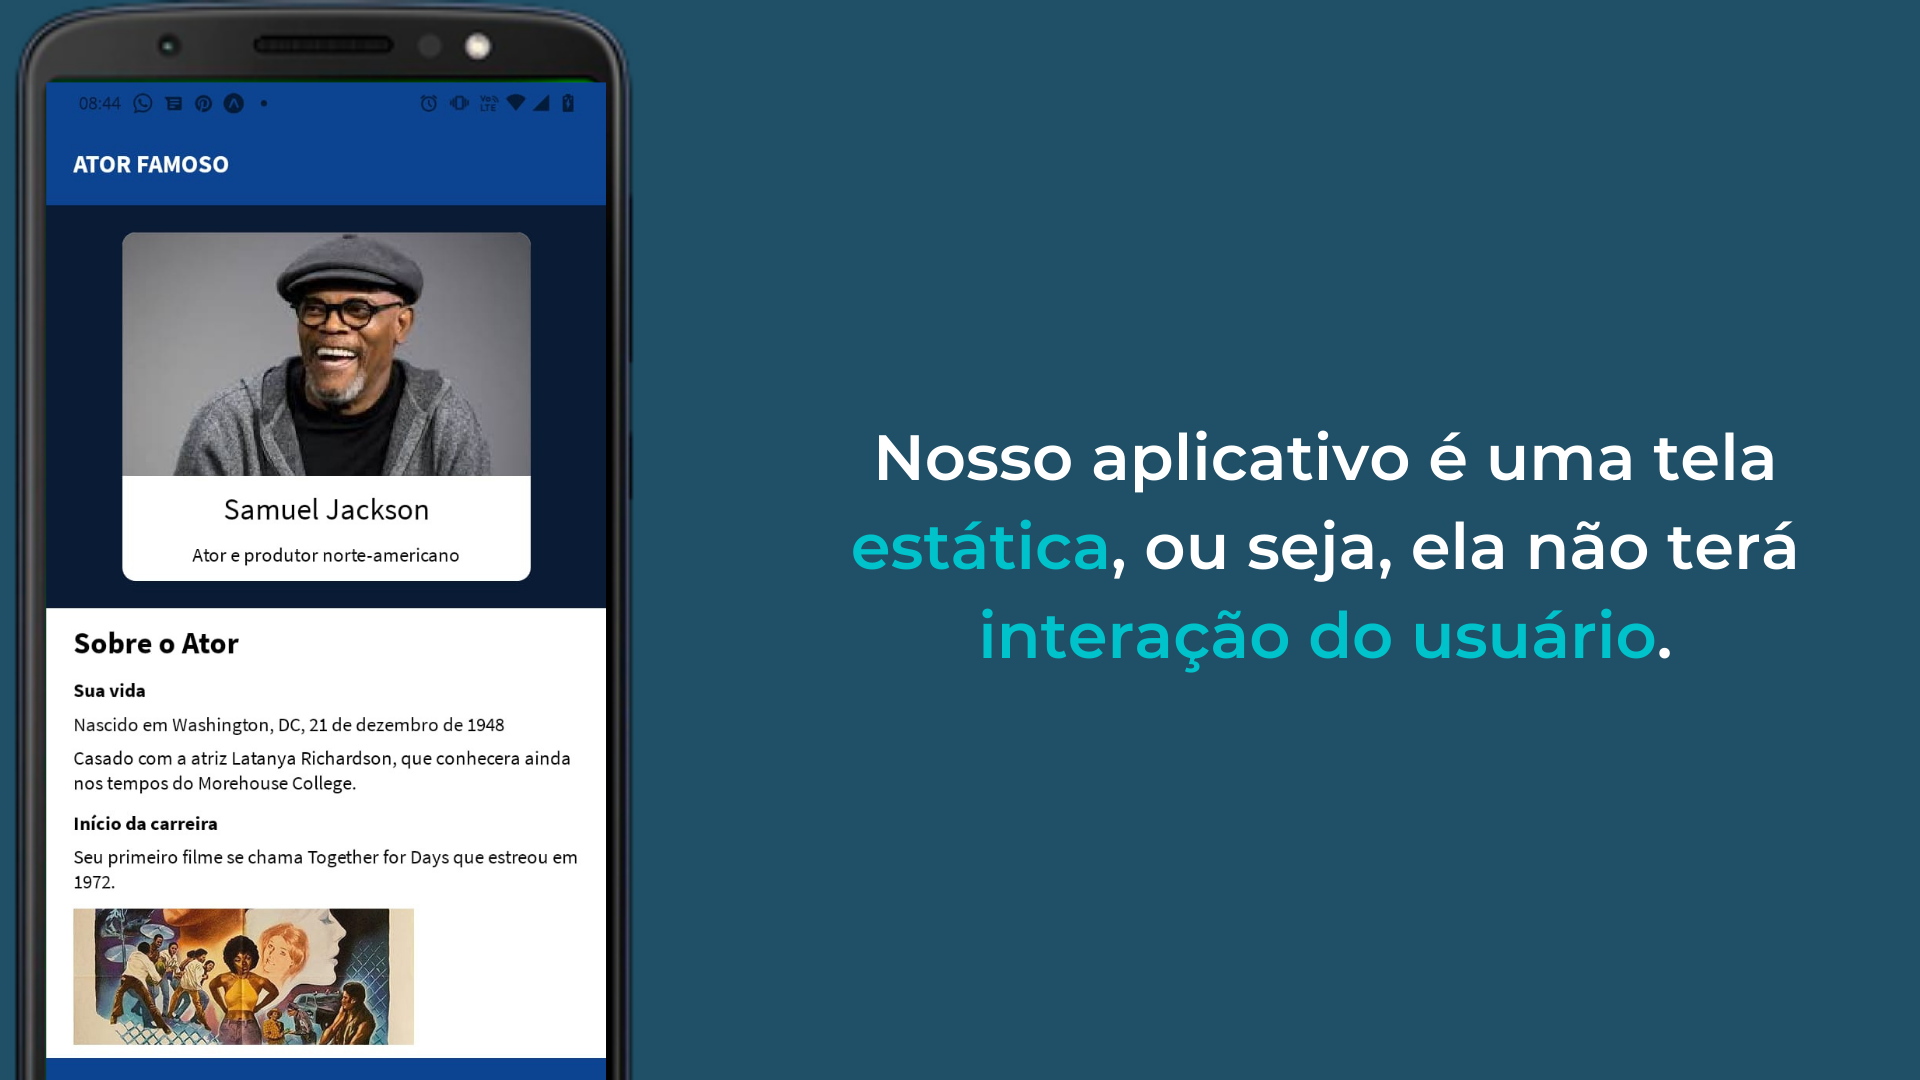 08:44
VoLTE
ATOR FAMOSO
Samuel Jackson
Ator e produtor norte-americano
Sobre o Ator
Sua vida
Nascido em Washington, DC, 21 de dezembro de 1948
Casado com a atriz Latanya Richardson, que conhecera ainda
nos tempos do Morehouse College.
Início da carreira
Seu primeiro filme se chama Together for Days que estreou em
1972.
Nosso aplicativo é uma tela
estática, ou seja, ela não terá
interação do usuário.